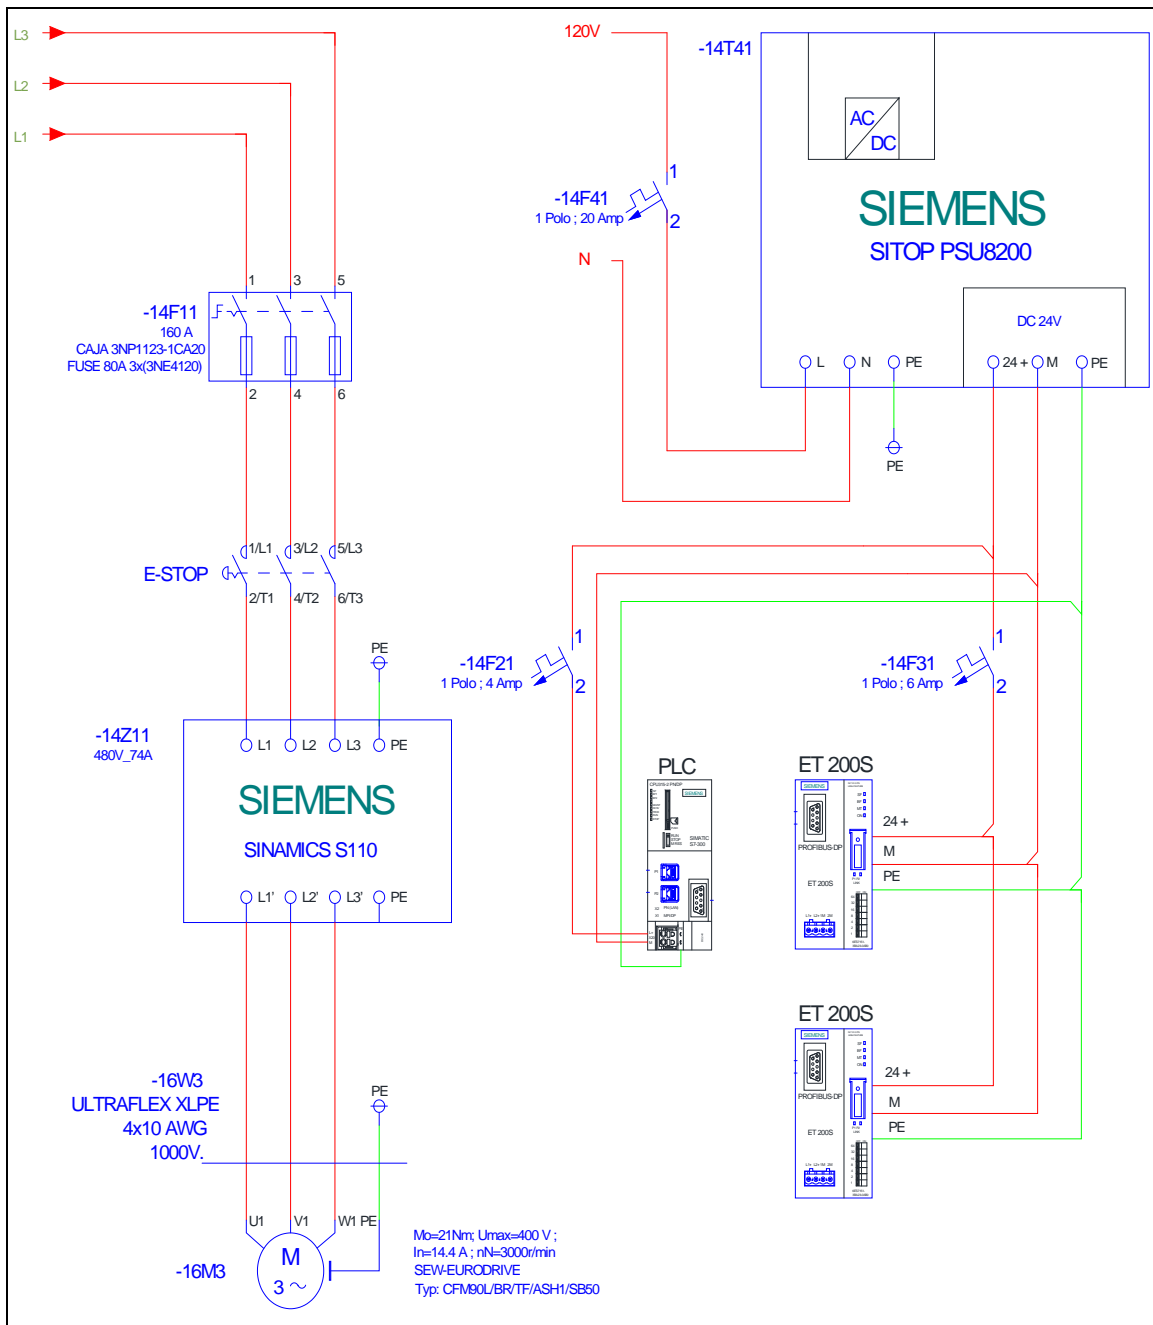 L3
L2
L1
120V
-14T41
AC
DC
SIEMENS
SITOP PSU8200
DC 24V
L
N
PE
24 +
M
PE
PE
-14F41
1 Polo ; 20 Amp
1
2
N
1
3
5
-14F11
160 A
CAJA 3NP1123-1CA20
FUSE 80A 3x(3NE4120)
2
4
6
E-STOP
1/L1
3/L2
5/L3
2/T1
4/T2
6/T3
PE
-14Z11
480V_74A
L1
L2
L3
PE
SIEMENS
SINAMICS S110
L1'
L2'
L3'
PE
-14F21
1 Polo ; 4 Amp
1
2
-14F31
1 Polo ; 6 Amp
1
2
PLC
SIEMENS
SIMATIC
S7-300
ET 200S
SIEMENS
PROFIBUS-DP
ET 200S
24 +
M
PE
ET 200S
SIEMENS
PROFIBUS-DP
ET 200S
24 +
M
PE
-16W3
ULTRAFLEX XLPE
4x10 AWG
1000V.
PE
U1
V1
W1
PE
-16M3
M
3 ~
Mo=21Nm; Umax=400 V ;
In=14.4 A ; nN=3000r/min
SEW-EURODRIVE
Typ: CFM90L/BR/TF/ASH1/SB50